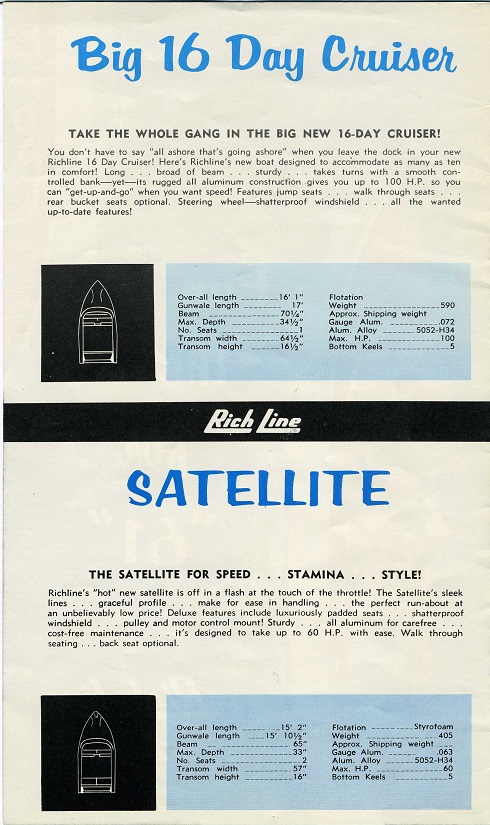 Big 16 Day Cruiser
TAKE THE WHOLE GANG IN THE BIG NEW 16-DAY CRUISER!
You don't have to say "all ashore that's going ashore" when you leave the dock in your new
Richline 16 Day Cruiser! Here's Richline's new boat designed to accommodate as many as ten
in comfort! Long . . . broad of beam . . . sturdy . . . takes turns with a smooth con-
trolled bank—yet—its rugged all aluminum construction gives you up to 100 H.P. so you
can "get-up-and-go" when you want speed! Features jump seats . . . walk through seats . . .
rear bucket seats optional. Steering wheel—shatterproof windshield . . . all the wanted
up-to-date features!
Over-all length 16' 1"
Gunwale length 17'
Beam 70¼"
Max. Depth 34½"
No. Seats 1
Transom width 64½"
Transom height 16½"
Flotation
Weight 590
Approx. Shipping weight
Gauge Alum. .072
Alum. Alloy 5052-H34
Max. H.P. 100
Bottom Keels 5
Rich Line
SATELLITE
THE SATELLITE FOR SPEED . . . STAMINA . . . STYLE!
Richline's "hot" new satellite is off in a flash at the touch of the throttle! The Satellite's sleek
lines . . . graceful profile . . . make for ease in handling . . . the perfect run-about at
an unbelievably low price! Deluxe features include luxuriously padded seats . . . shatterproof
windshield . . . pulley and motor control mount! Sturdy . . . all aluminum for carefree . . .
cost-free maintenance . . . it's designed to take up to 60 H.P. with ease. Walk through
seating . . . back seat optional.
Over-all length 15' 2"
Gunwale length 15' 10½"
Beam 65"
Max. Depth 33"
No. Seats 2
Transom width 57"
Transom height 16"
Flotation Styrofoam
Weight 405
Approx. Shipping weight
Gauge Alum. .063
Alum. Alloy 5052-H34
Max. H.P. 60
Bottom Keels 5